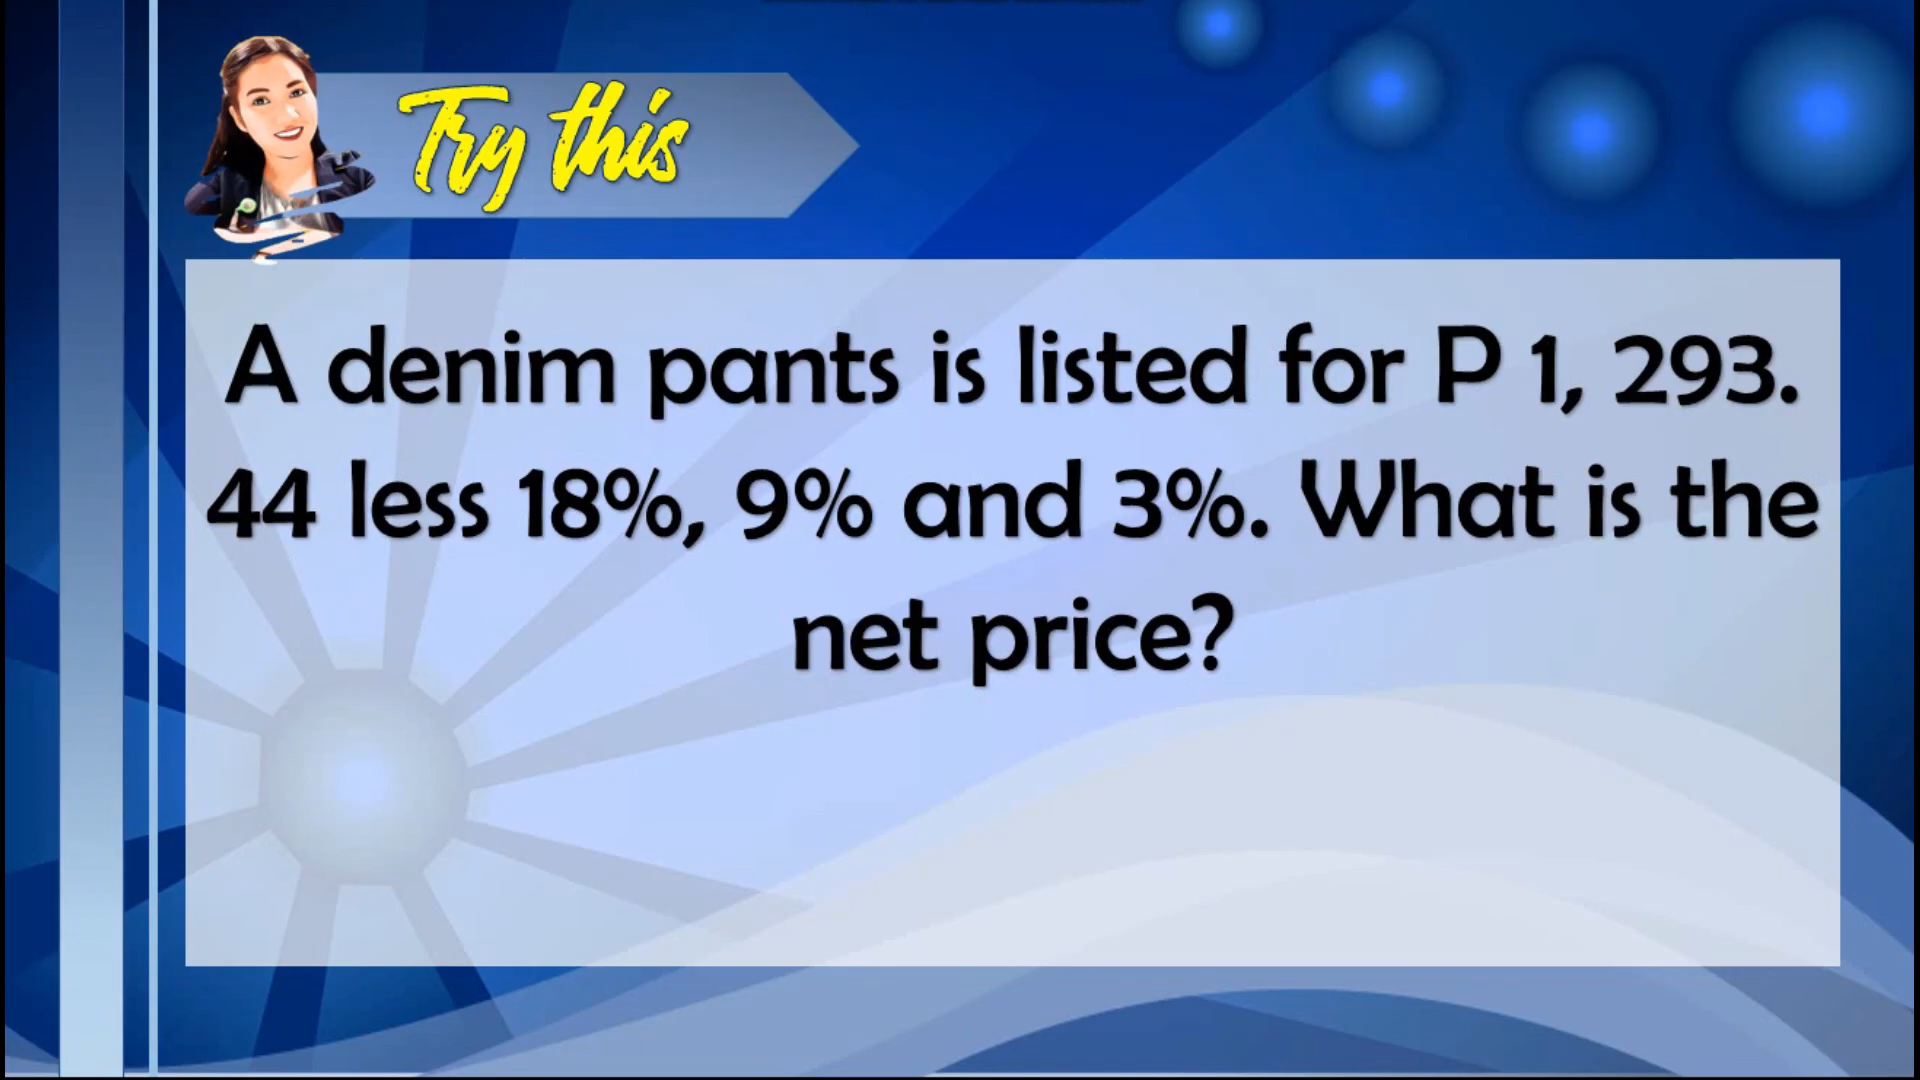 Try this
A denim pants is listed for P 1, 293.
44 less 18%, 9% and 3%. What is the
net price?